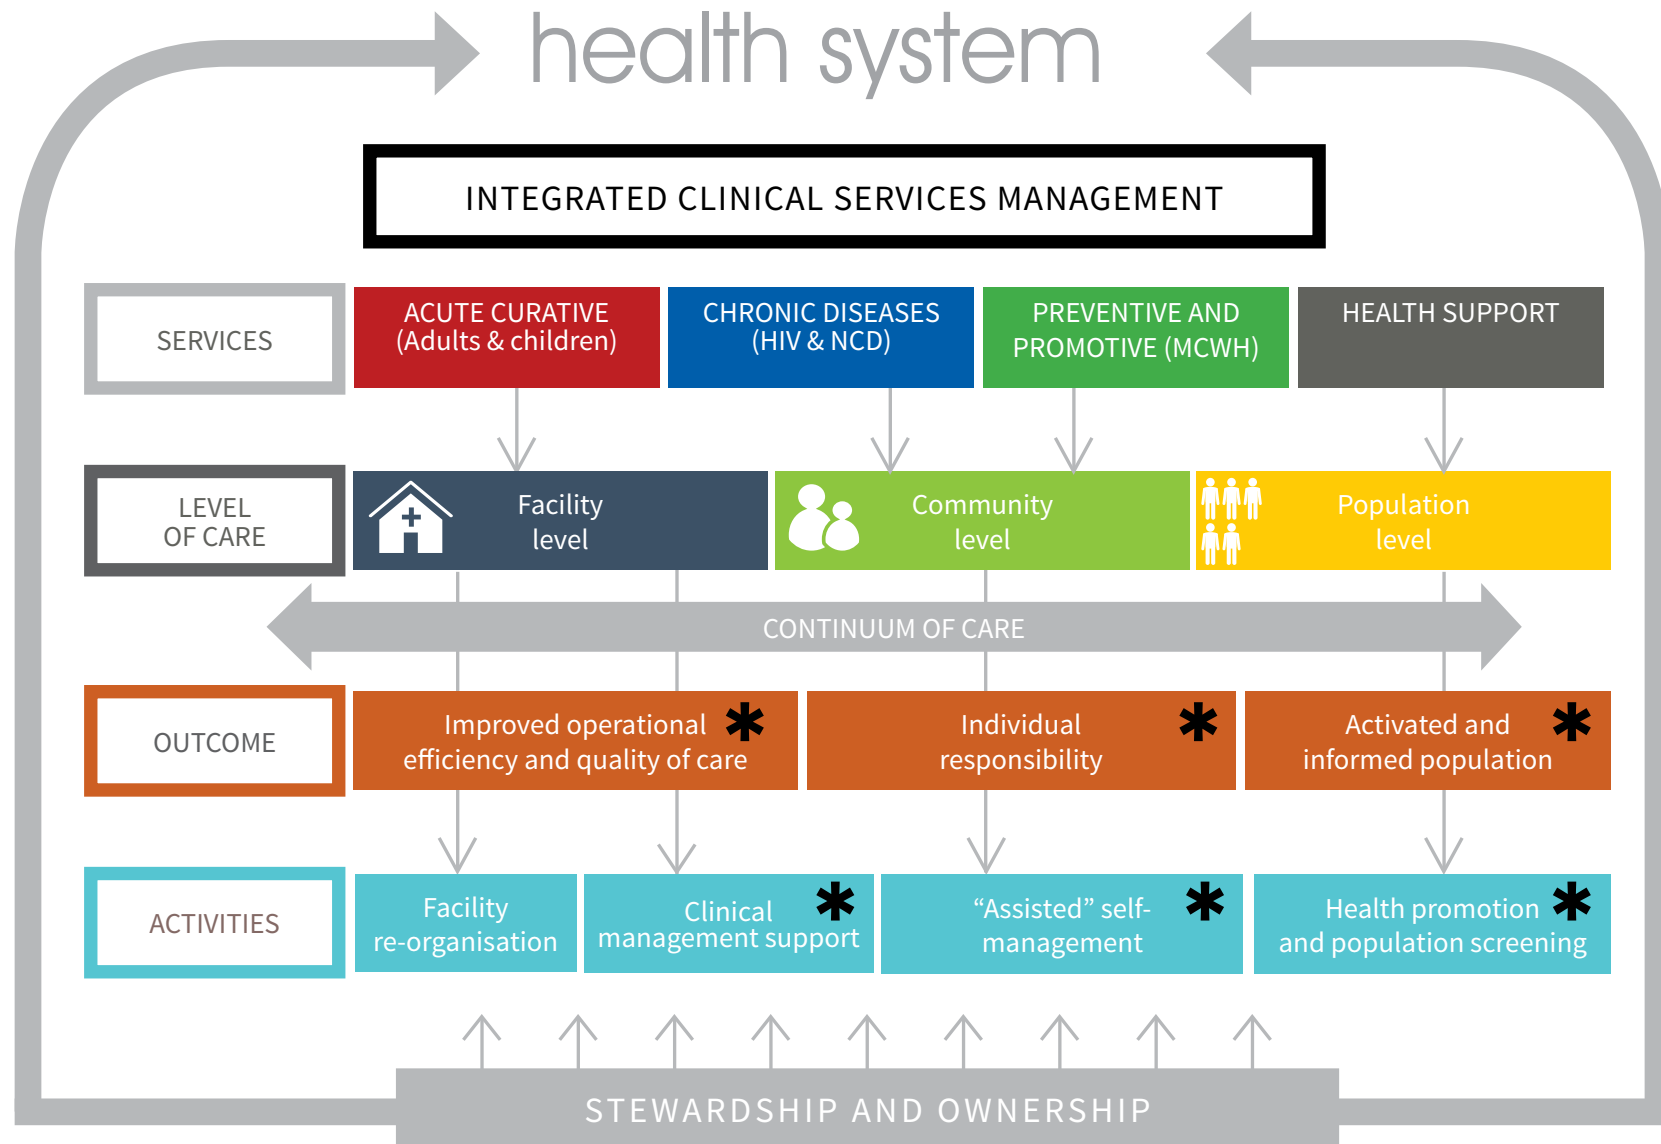 health system
INTEGRATED CLINICAL SERVICES MANAGEMENT
SERVICES
ACUTE CURATIVE
(Adults & children)
CHRONIC DISEASES
(HIV & NCD)
PREVENTIVE AND
PROMOTIVE (MCWH)
HEALTH SUPPORT
LEVEL
OF CARE
Facility
level
Community
level
Population
level
CONTINUUM OF CARE
OUTCOME
Improved operational
efficiency and quality of care
Individual
responsibility
Activated and
informed population
ACTIVITIES
Facility
re-organisation
Clinical
management support
“Assisted” self-
management
Health promotion
and population screening
STEWARDSHIP AND OWNERSHIP